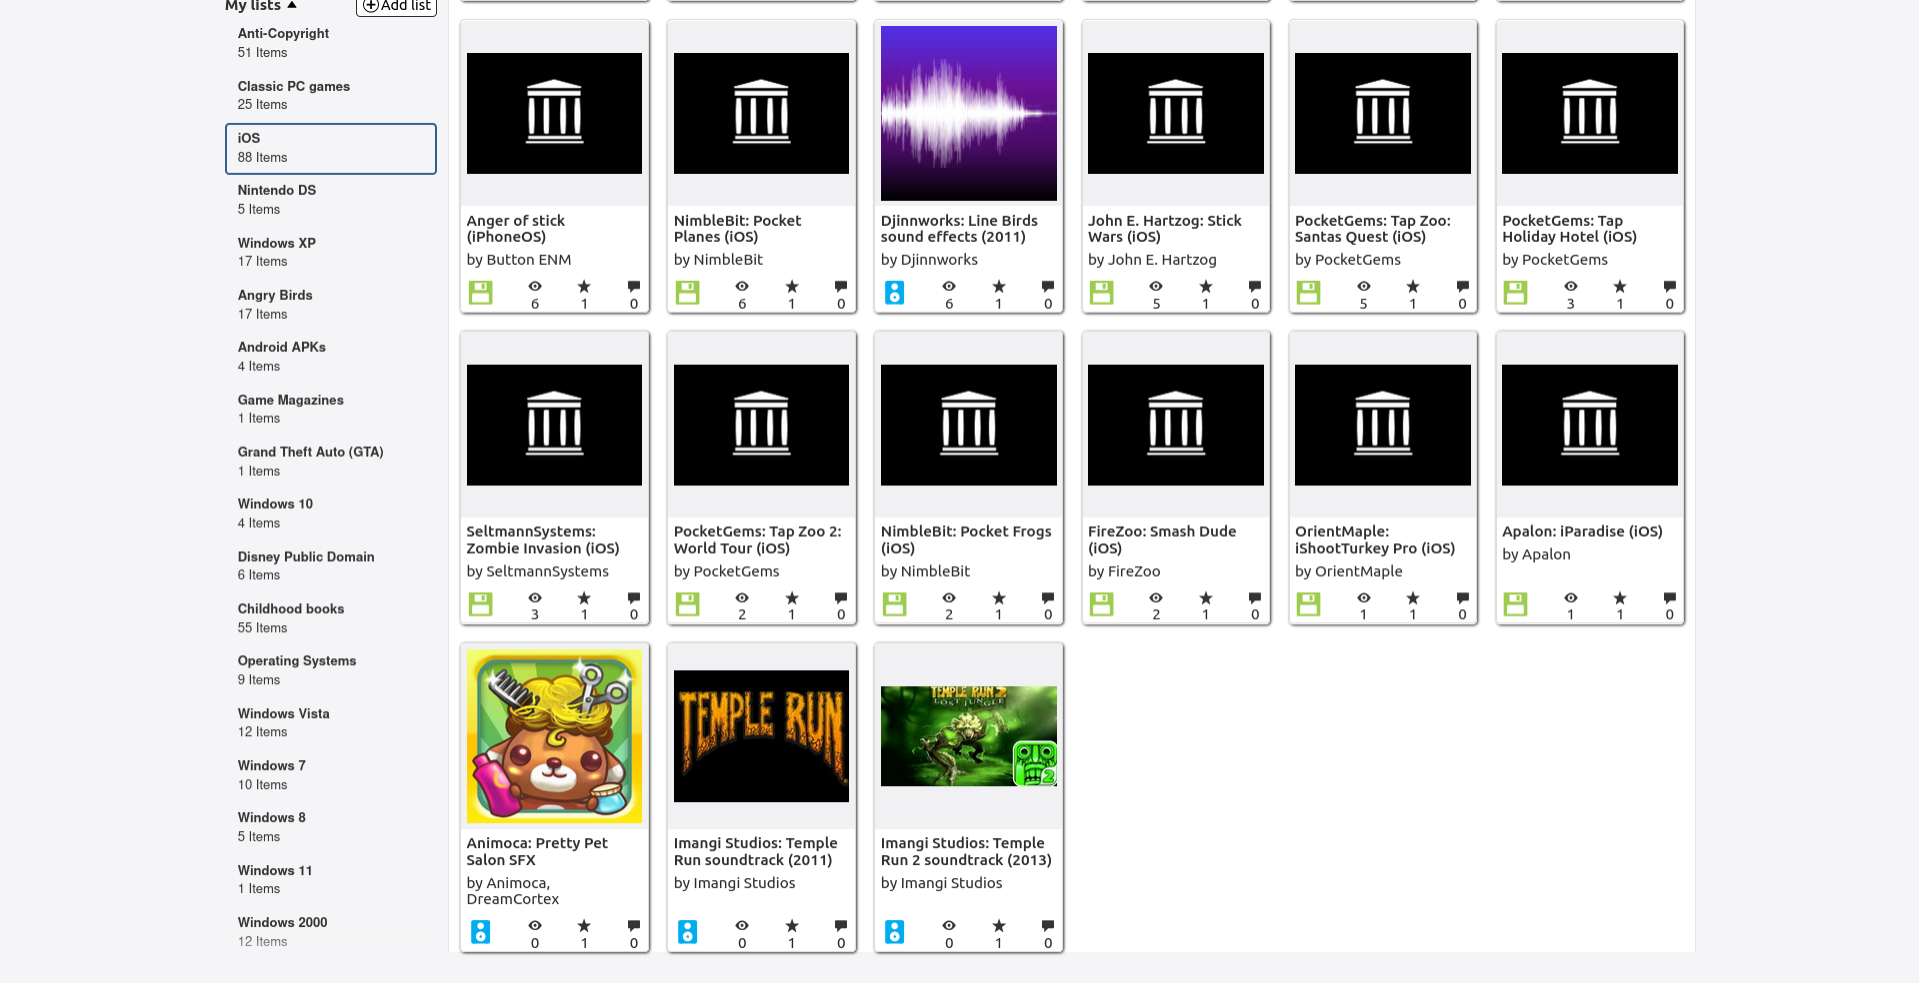 My lists
Add list
Anti-Copyright
51 Items
Classic PC games
25 Items
iOS
88 Items
Nintendo DS
5 Items
Windows XP
17 Items
Angry Birds
17 Items
Android APKs
4 Items
Game Magazines
1 Items
Grand Theft Auto (GTA)
1 Items
Windows 10
4 Items
Disney Public Domain
6 Items
Childhood books
55 Items
Operating Systems
9 Items
Windows Vista
12 Items
Windows 7
10 Items
Windows 8
5 Items
Windows 11
1 Items
Windows 2000
12 Items
Anger of stick
(iPhoneOS)
by Button ENM
6 1 0
NimbleBit: Pocket
Planes (iOS)
by NimbleBit
6 1 0
Djinnworks: Line Birds
sound effects (2011)
by Djinnworks
6 1 0
John E. Hartzog: Stick
Wars (iOS)
by John E. Hartzog
5 1 0
PocketGems: Tap Zoo:
Santas Quest (iOS)
by PocketGems
5 1 0
PocketGems: Tap
Holiday Hotel (iOS)
by PocketGems
3 1 0
SeltmannSystems:
Zombie Invasion (iOS)
by SeltmannSystems
3 1 0
PocketGems: Tap Zoo 2:
World Tour (iOS)
by PocketGems
2 1 0
NimbleBit: Pocket Frogs
(iOS)
by NimbleBit
2 1 0
FireZoo: Smash Dude
(iOS)
by FireZoo
2 1 0
OrientMaple:
iShootTurkey Pro (iOS)
by OrientMaple
1 1 0
Apalon: iParadise (iOS)
by Apalon
1 1 0
Animoca: Pretty Pet
Salon SFX
by Animoca,
DreamCortex
0 1 0
TEMPLE RUN
Imangi Studios: Temple
Run soundtrack (2011)
by Imangi Studios
0 1 0
TEMPLE RUN 2
LOST JUNGLE
2
Imangi Studios: Temple
Run 2 soundtrack (2013)
by Imangi Studios
0 1 0